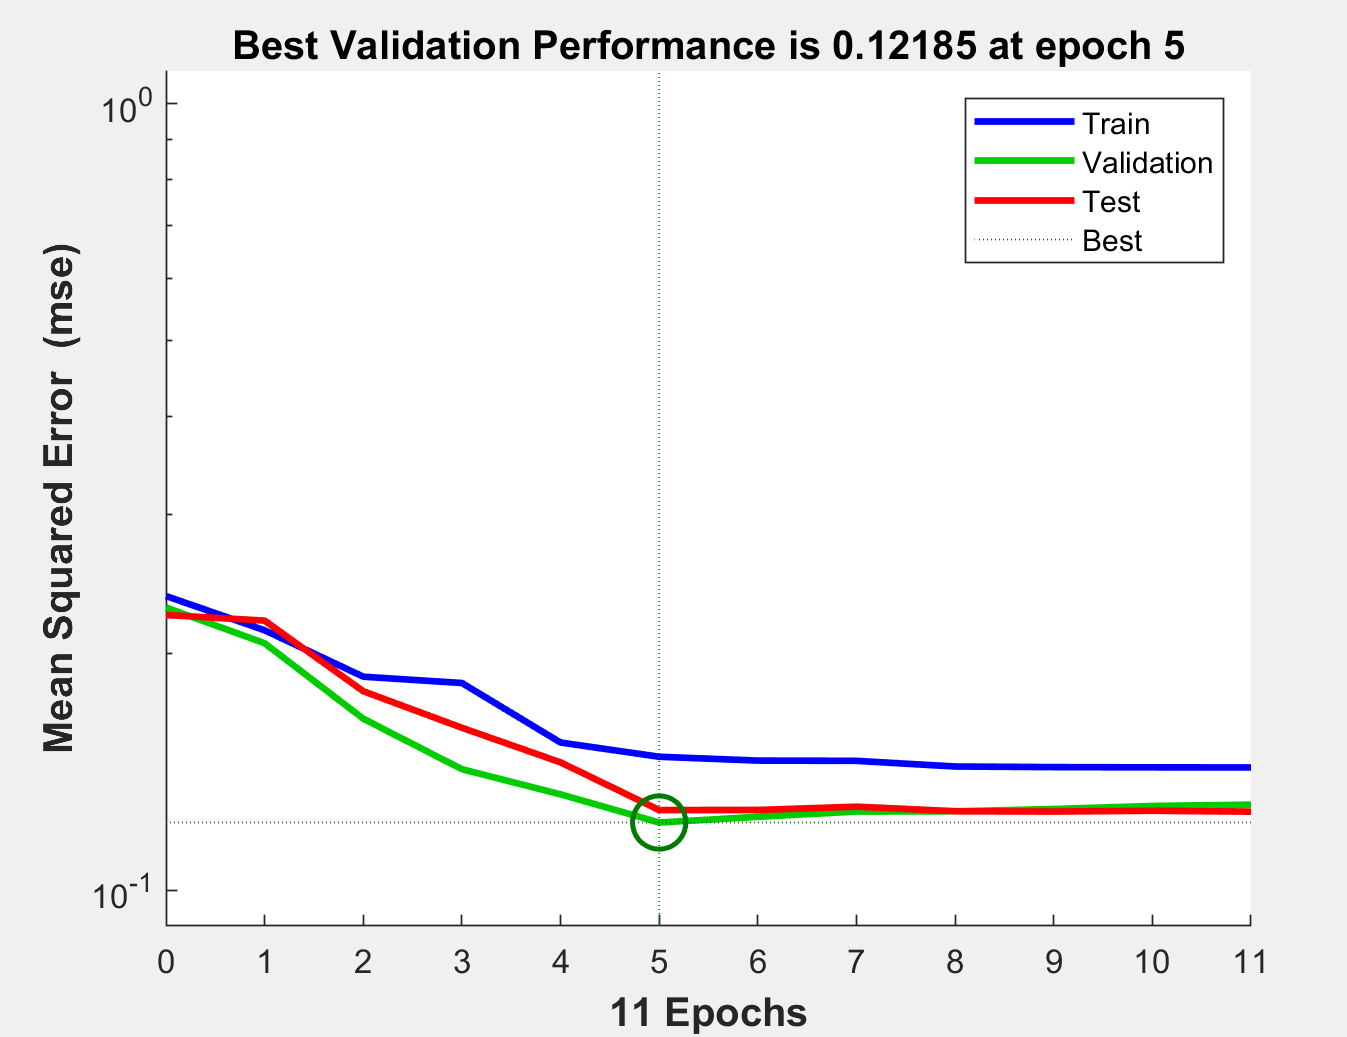 Best Validation Performance is 0.12185 at epoch 5
10^0
Train
Validation
Test
Best
Mean Squared Error (mse)
10^-1
0 1 2 3 4 5 6 7 8 9 10 11
11 Epochs